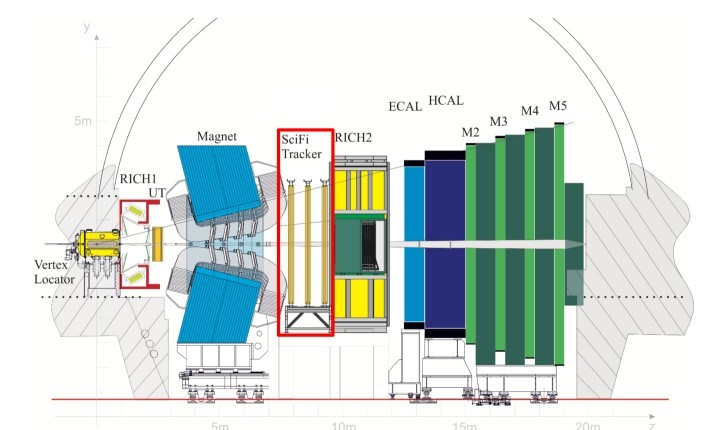 y
5m
Magnet
SciFi
Tracker
RICH2
ECAL
HCAL
M2
M3
M4
M5
RICH1
UT
Vertex
Locator
5m
10m
15m
20m
z